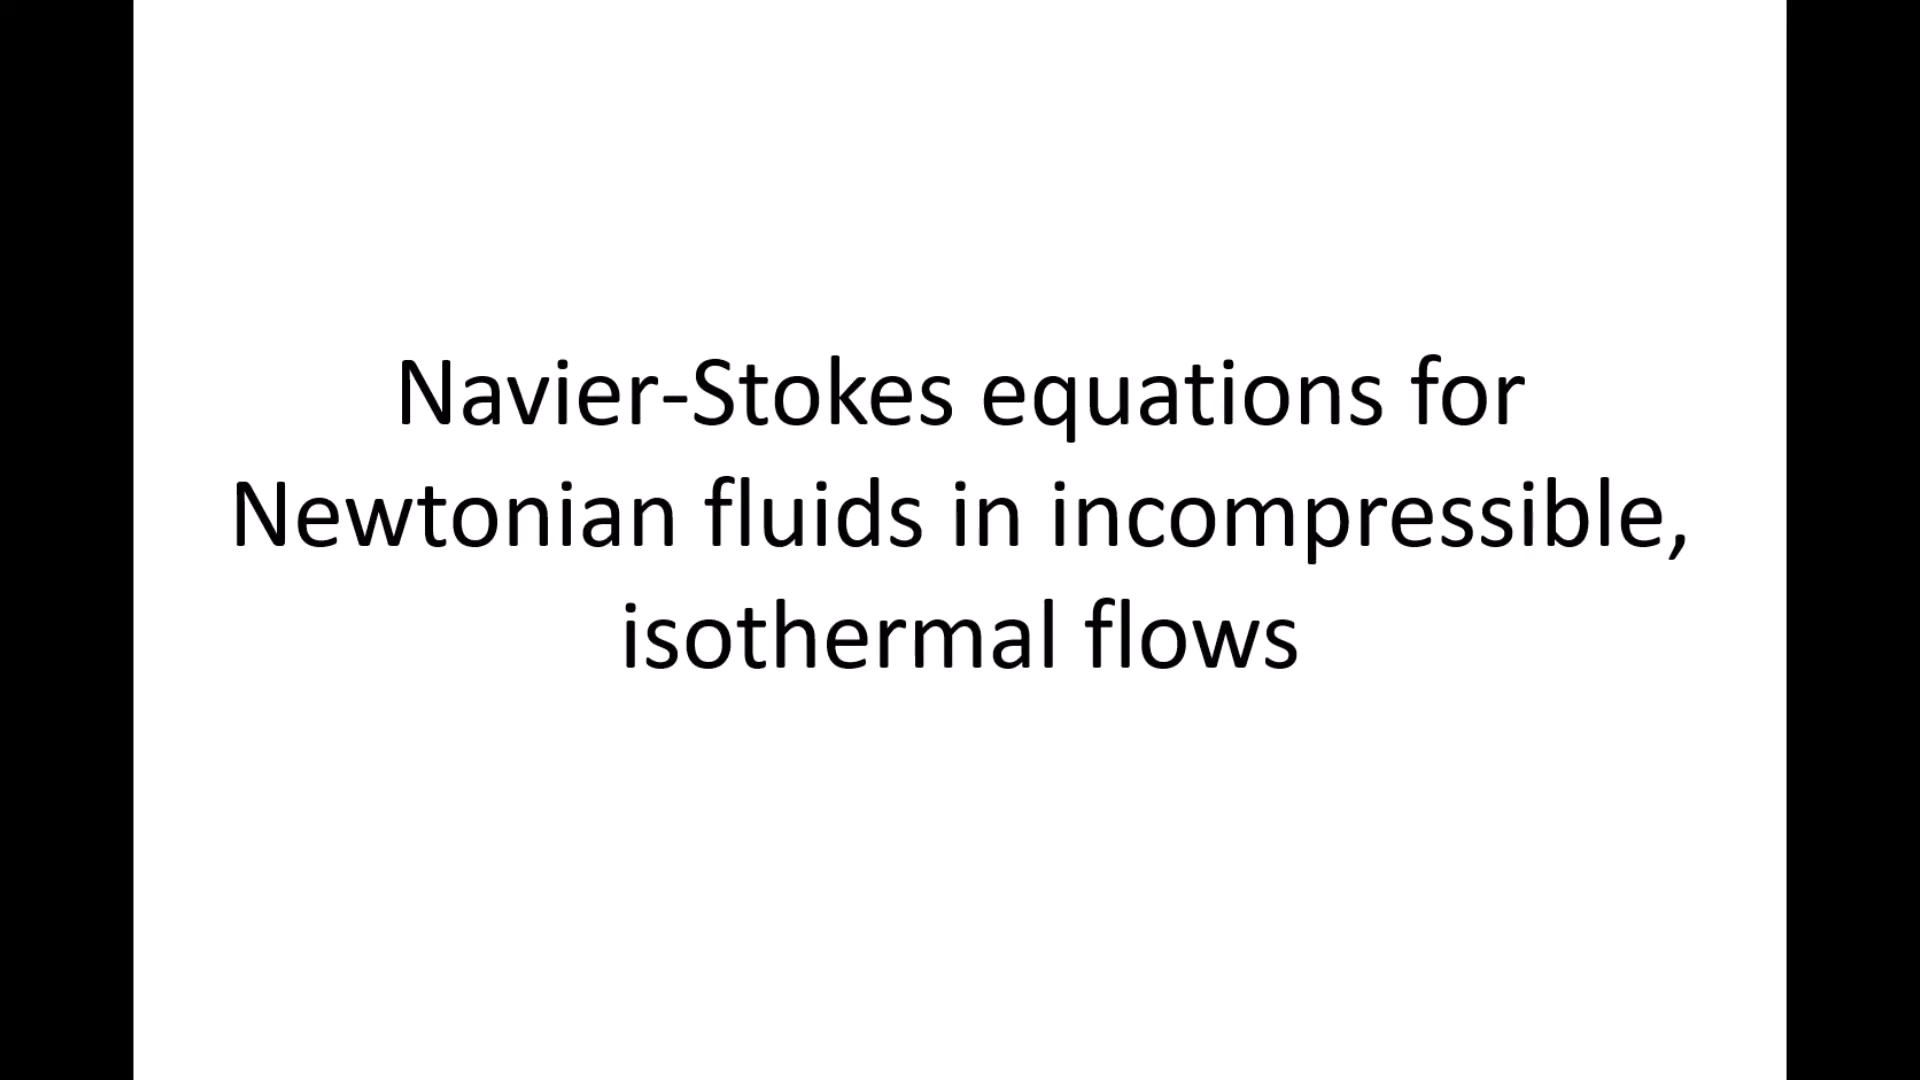 Navier-Stokes equations for
Newtonian fluids in incompressible,
isothermal flows